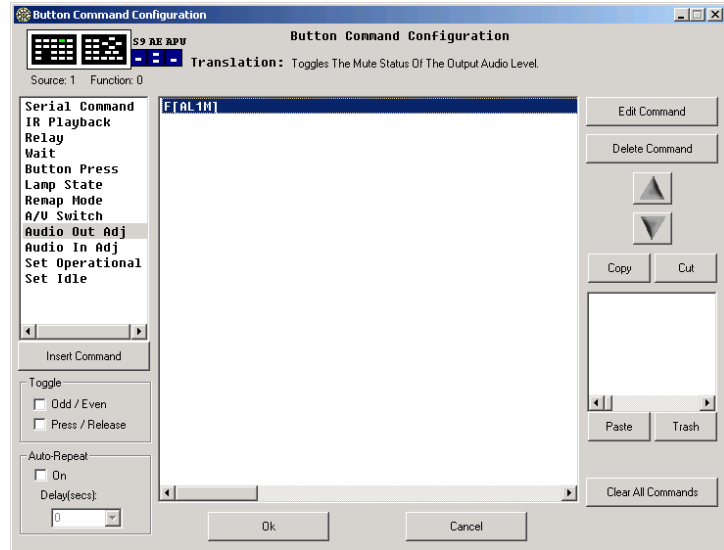 Button Command Configuration
Button Command Configuration
S9 AE APU
Translation: Toggles The Mute Status Of The Output Audio Level.
Source: 1 Function: 0
Serial Command
IR Playback
Relay
Wait
Button Press
Lamp State
Remap Mode
A/V Switch
Audio Out Adj
Audio In Adj
Set Operational
Set Idle
Insert Command
Toggle
Odd / Even
Press / Release
Auto-Repeat
On
Delay(secs):
0
F[AL1M]
Ok
Cancel
Edit Command
Delete Command
Copy
Cut
Paste
Trash
Clear All Commands